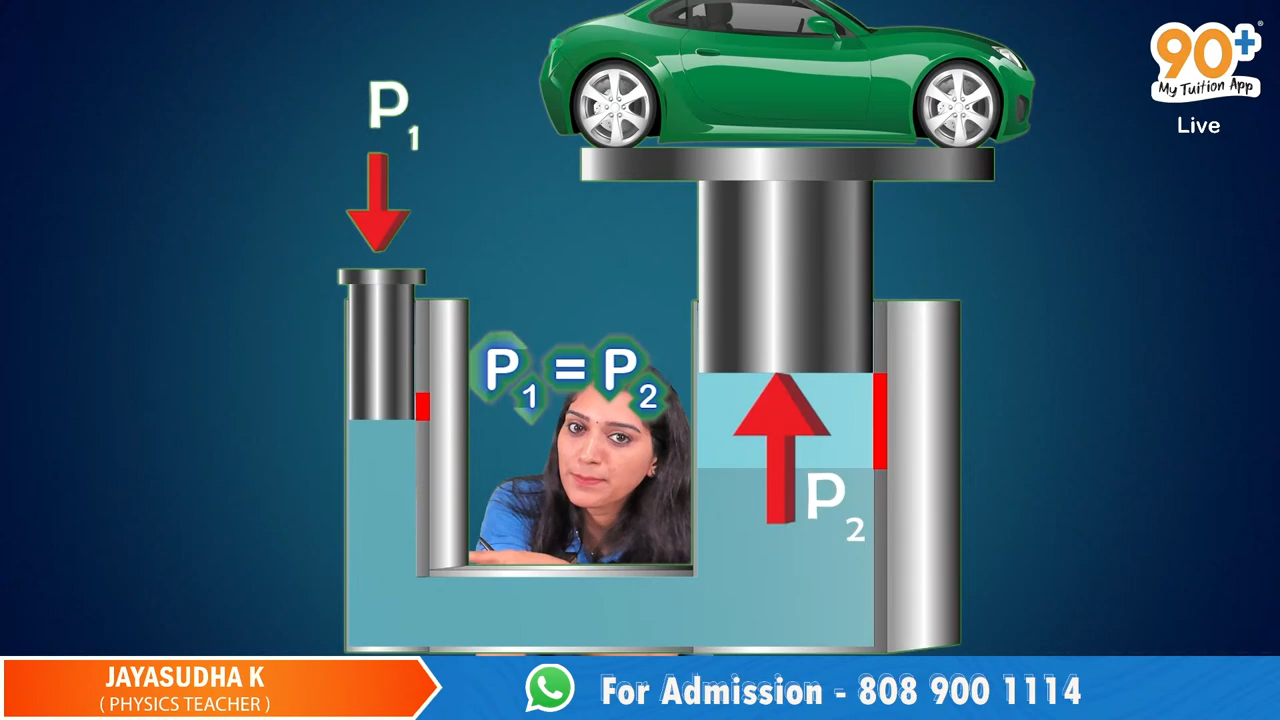 90+
My Tuition App
Live
P1
P1 = P2
P2
JAYASUDHA K
( PHYSICS TEACHER )
For Admission - 808 900 1114